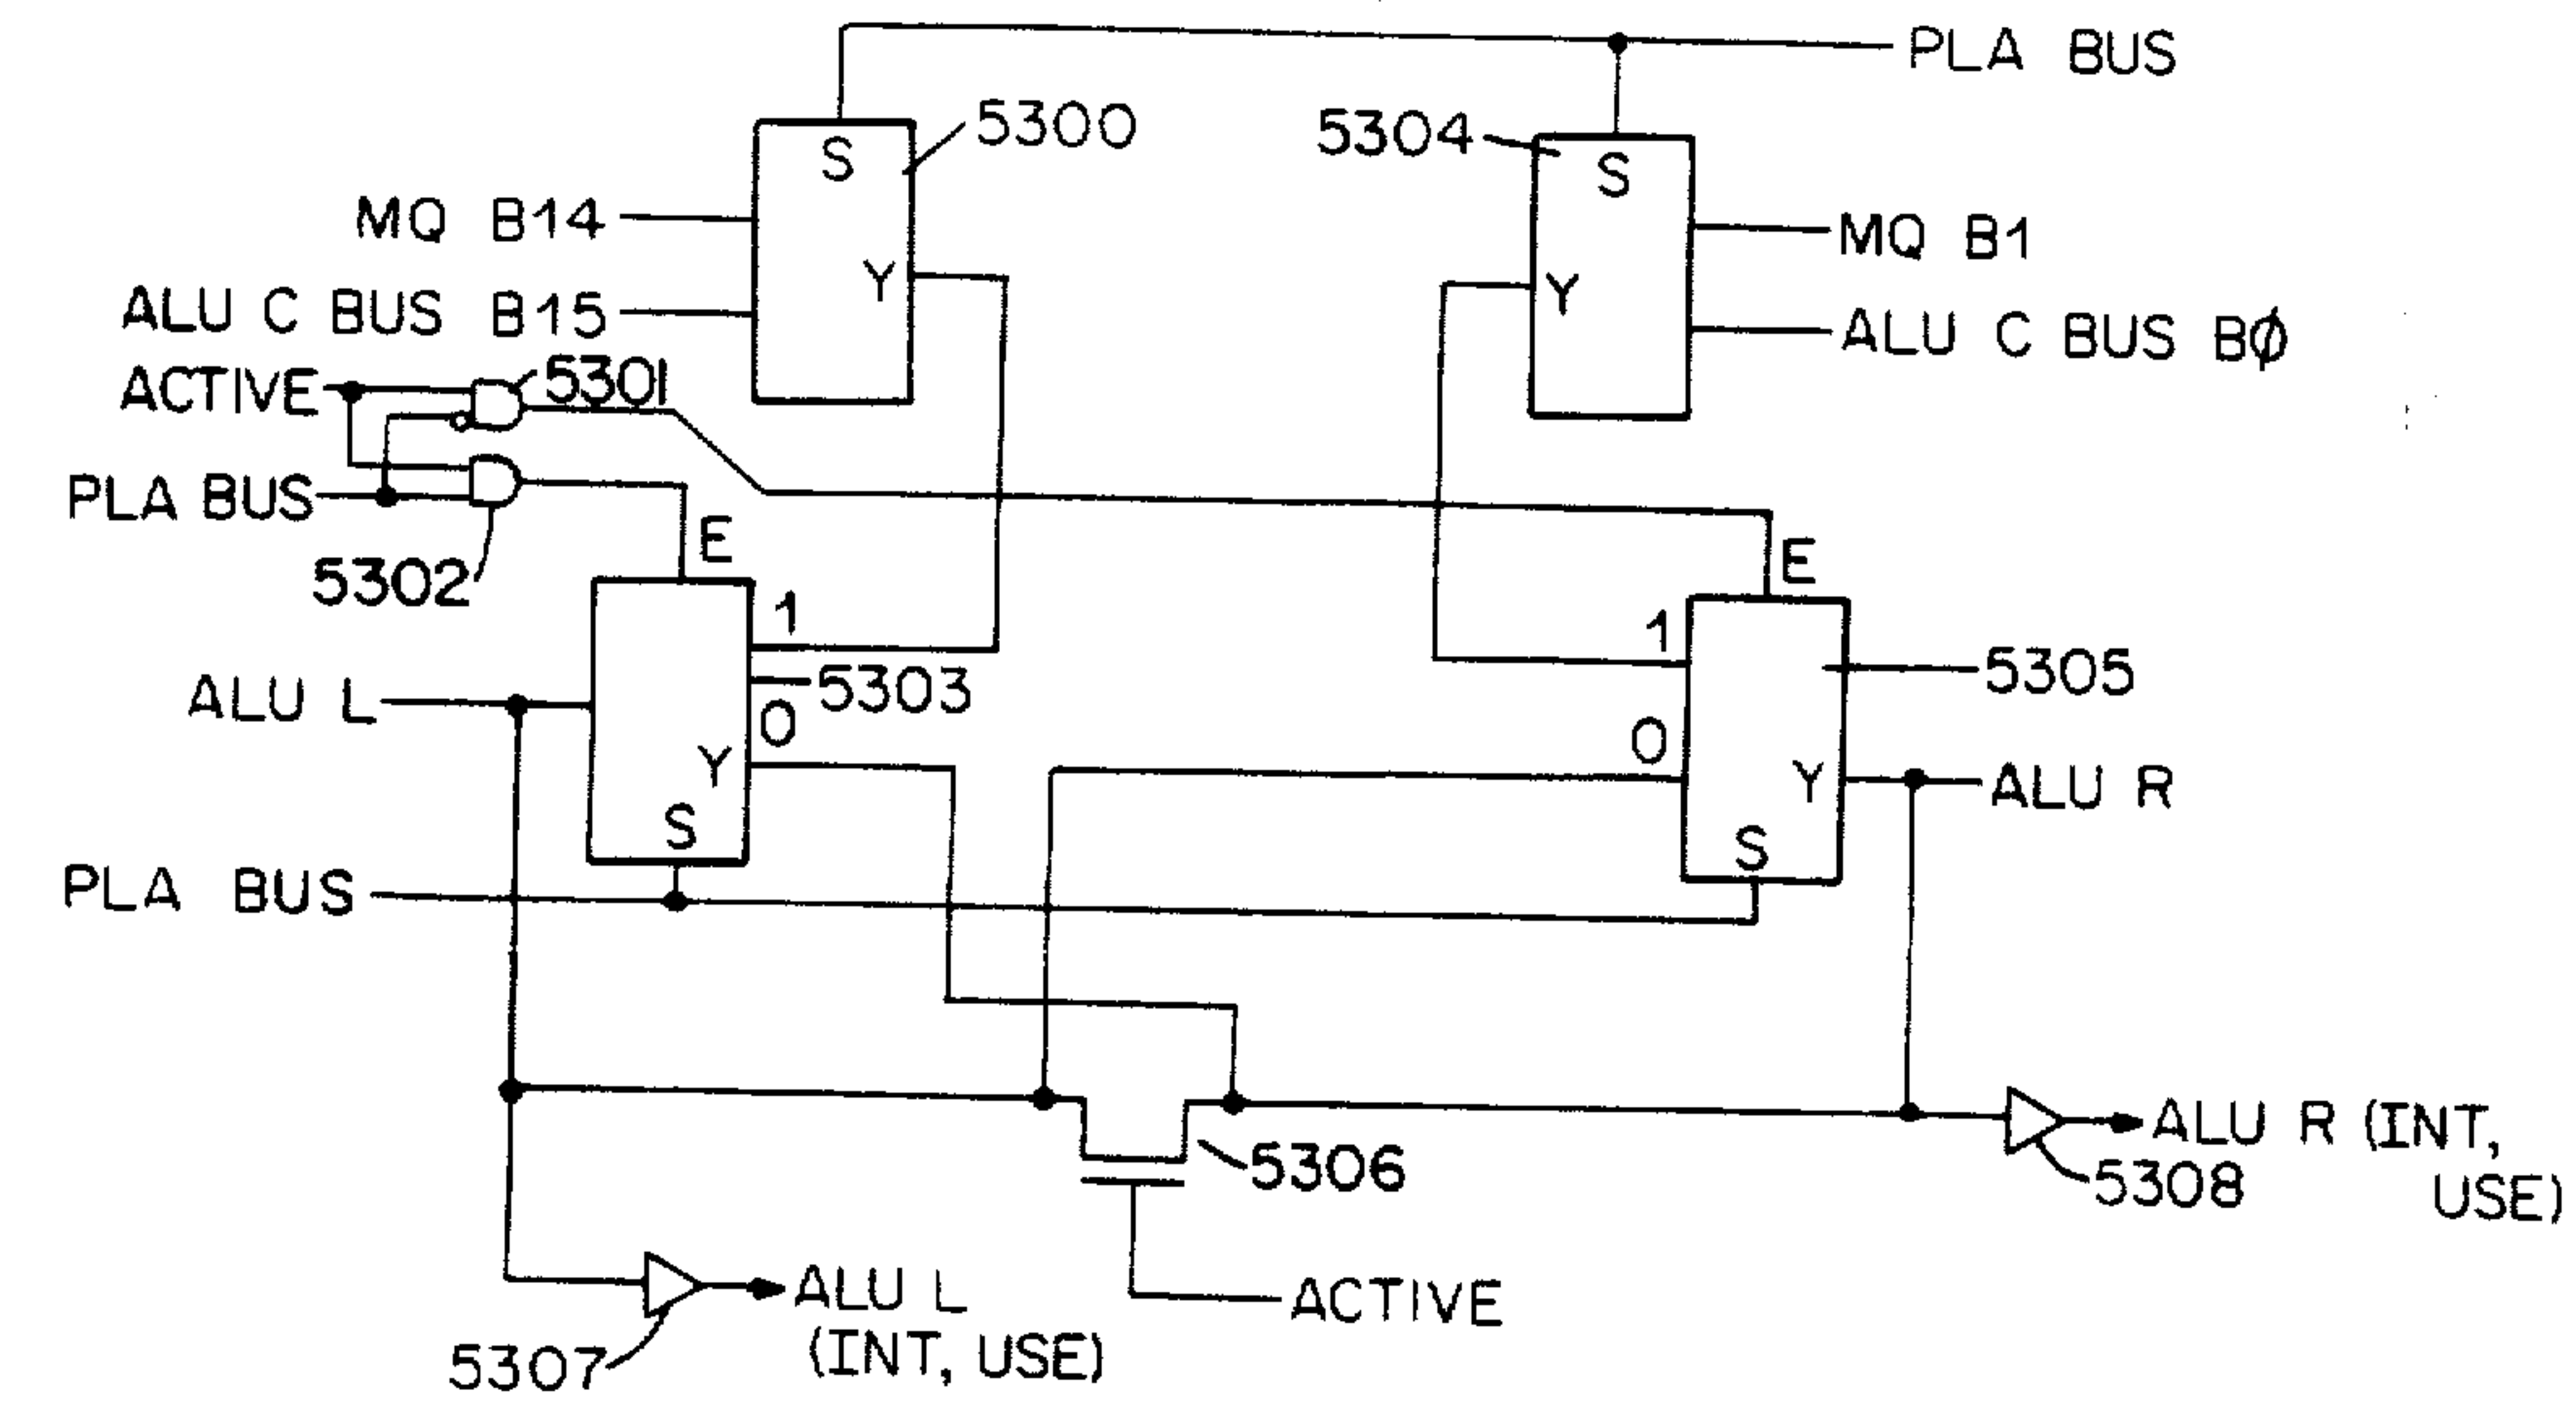 PLA BUS
5300
5304
S
S
MQ B14
MQ B1
Y
Y
ALU C BUS B15
ALU C BUS BØ
ACTIVE
5301
PLA BUS
E
E
5302
1
1
5303
5305
ALU L
0
0
Y
Y
ALU R
S
S
PLA BUS
5306
ALU R (INT,
USE)
5308
ALU L
(INT, USE)
ACTIVE
5307